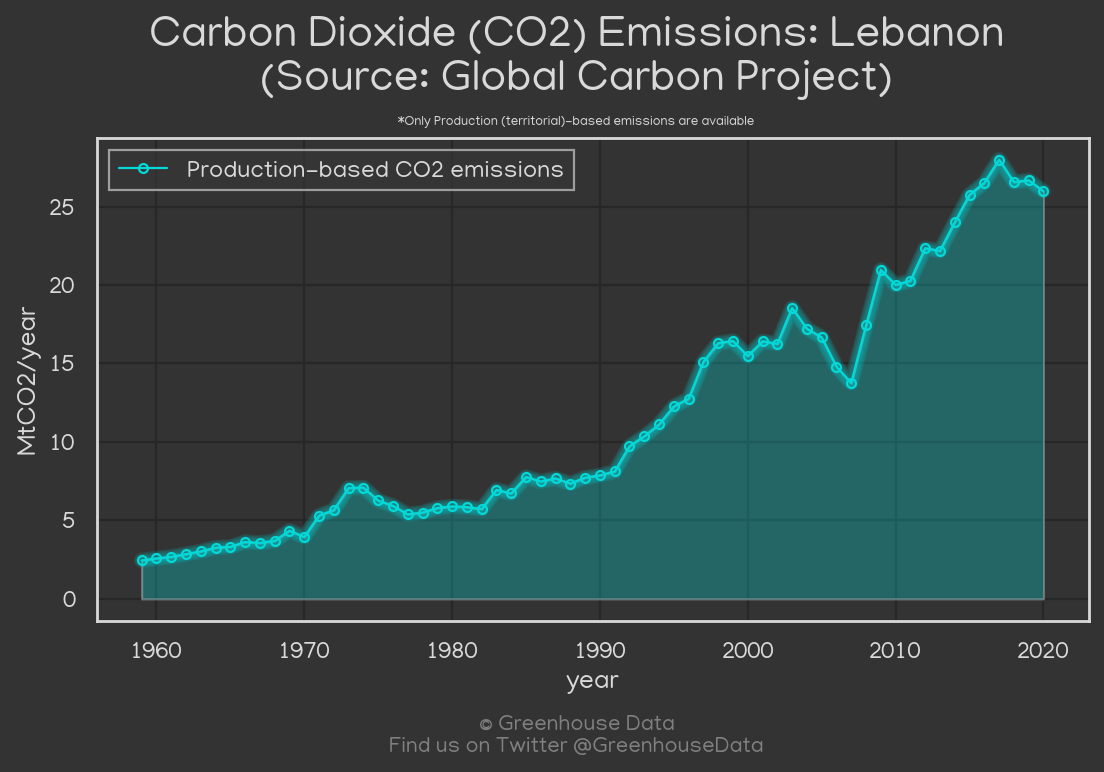 Carbon Dioxide (CO2) Emissions: Lebanon
(Source: Global Carbon Project)
*Only Production (territorial)-based emissions are available
Production-based CO2 emissions
25
20
15
10
5
0
MtCO2/year
1960 1970 1980 1990 2000 2010 2020
year
© Greenhouse Data
Find us on Twitter @GreenhouseData